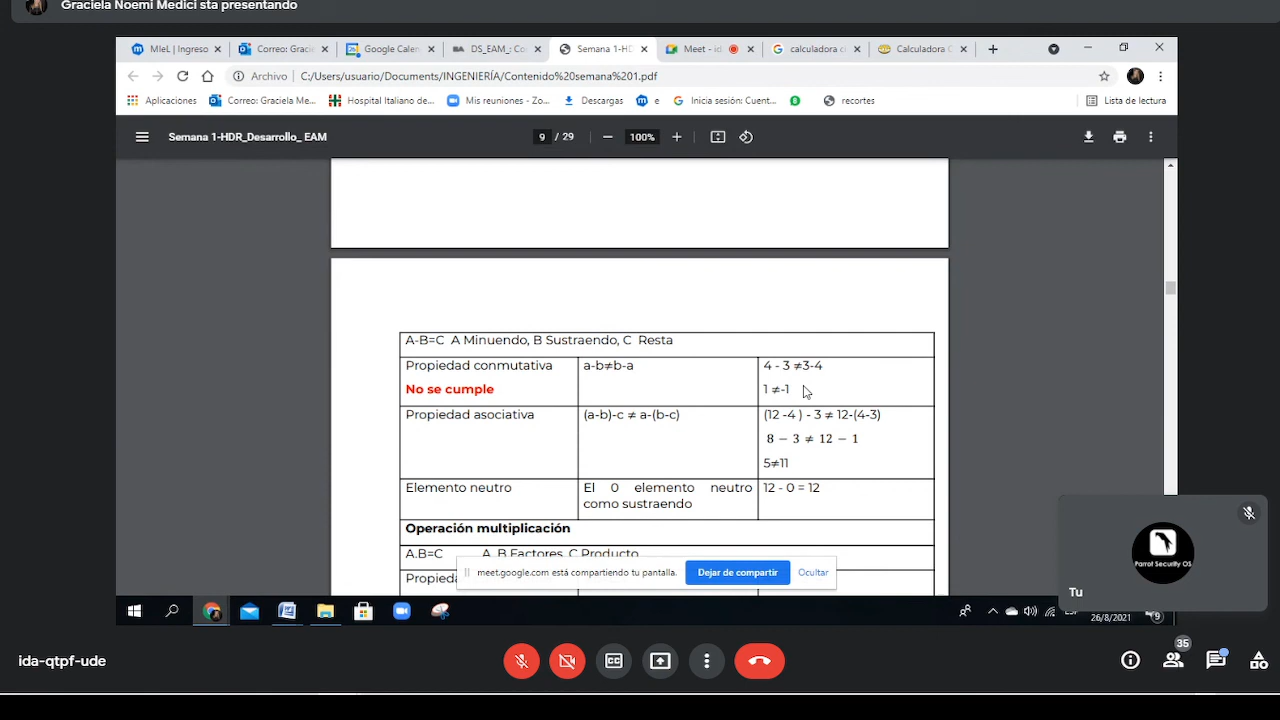 Graciela Noemi Medici sta presentando
MIeL | Ingreso
Correo: Graci
Google Calen
DS_EAM_: Co
Semana 1-HD
Meet - id
calculadora ci
Calculadora C
Archivo | C:/Users/usuario/Documents/INGENIERÍA/Contenido%20semana%201.pdf
Aplicaciones
Correo: Graciela Me...
Hospital Italiano de...
Mis reuniones - Zo...
Descargas
e
Inicia sesión: Cuent...
recortes
Lista de lectura
Semana 1-HDR_Desarrollo_ EAM
9 / 29
100%
A-B=C A Minuendo, B Sustraendo, C Resta
Propiedad conmutativa
No se cumple
a-b≠b-a
4 - 3 ≠3-4
1 ≠-1
Propiedad asociativa
(a-b)-c ≠ a-(b-c)
(12 -4 ) - 3 ≠ 12-(4-3)
8 − 3 ≠ 12 − 1
5≠11
Elemento neutro
El 0 elemento neutro
como sustraendo
12 - 0 = 12
Operación multiplicación
A.B=C A, B Factores, C Producto
Propieda
meet.google.com está compartiendo tu pantalla.
Dejar de compartir
Ocultar
Parrot Security OS
Tu
26/8/2021
9
ida-qtpf-ude
35